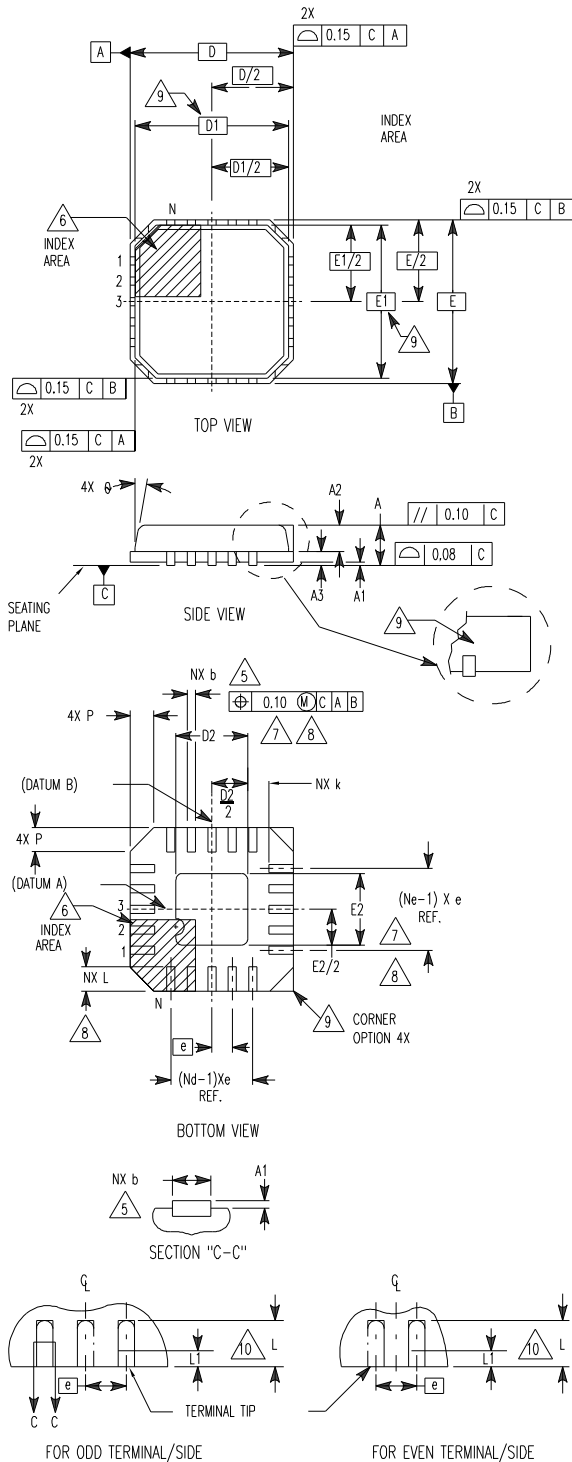 2X
A
D
0.15 C A
D/2
9
D1
INDEX
AREA
D1/2
2X
N
0.15 C B
6
INDEX
AREA
1
2
3
E1/2
E/2
E1
E
9
0.15 C B
2X
B
0.15 C A
2X
TOP VIEW
4X θ
A2
A
// 0.10 C
0.08 C
C
A3
A1
SEATING
PLANE
SIDE VIEW
9
NX b
5
4X P
0.10 M C A B
D2
7
8
(DATUM B)
D2
2
NX k
4X P
(DATUM A)
6
INDEX
AREA
3
2
1
E2
(Ne-1) X e
REF.
7
E2/2
NX L
8
8
N
9
CORNER
OPTION 4X
e
(Nd-1)Xe
REF.
BOTTOM VIEW
NX b
A1
5
SECTION "C-C"
CL
CL
L
10
L1
L
10
L1
e
e
C C
TERMINAL TIP
FOR ODD TERMINAL/SIDE
FOR EVEN TERMINAL/SIDE